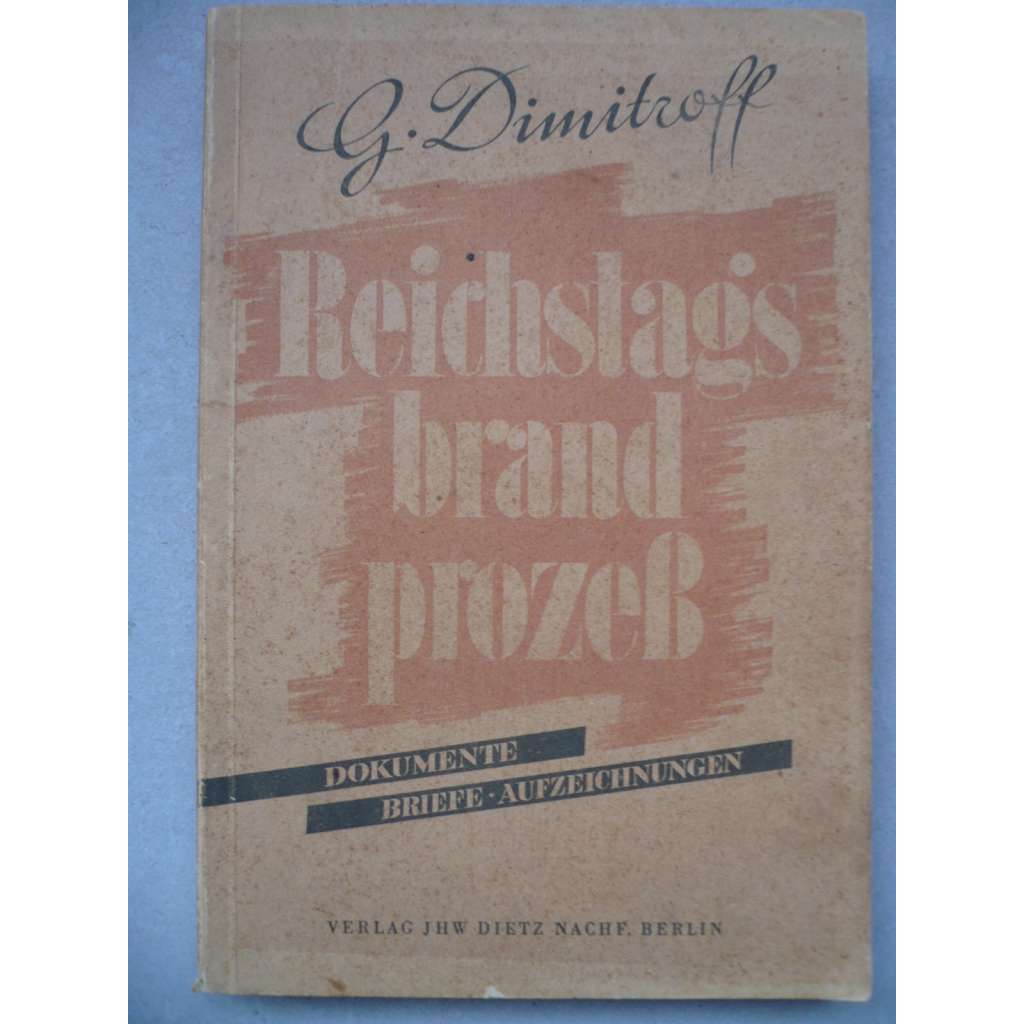 G. Dimitroff
Reichstags
brand
prozeß
DOKUMENTE
BRIEFE • AUFZEICHNUNGEN
VERLAG JHW DIETZ NACHF. BERLIN